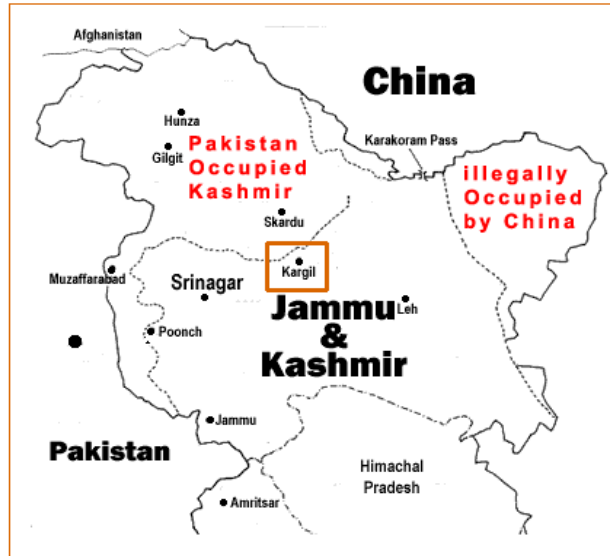 Afghanistan
China
Hunza
Gilgit
Pakistan
Occupied
Kashmir
Karakoram Pass
illegally
Occupied
by China
Skardu
Muzaffarabad
Srinagar
Kargil
Jammu
&
Kashmir
Leh
Poonch
Jammu
Pakistan
Himachal
Pradesh
Amritsar